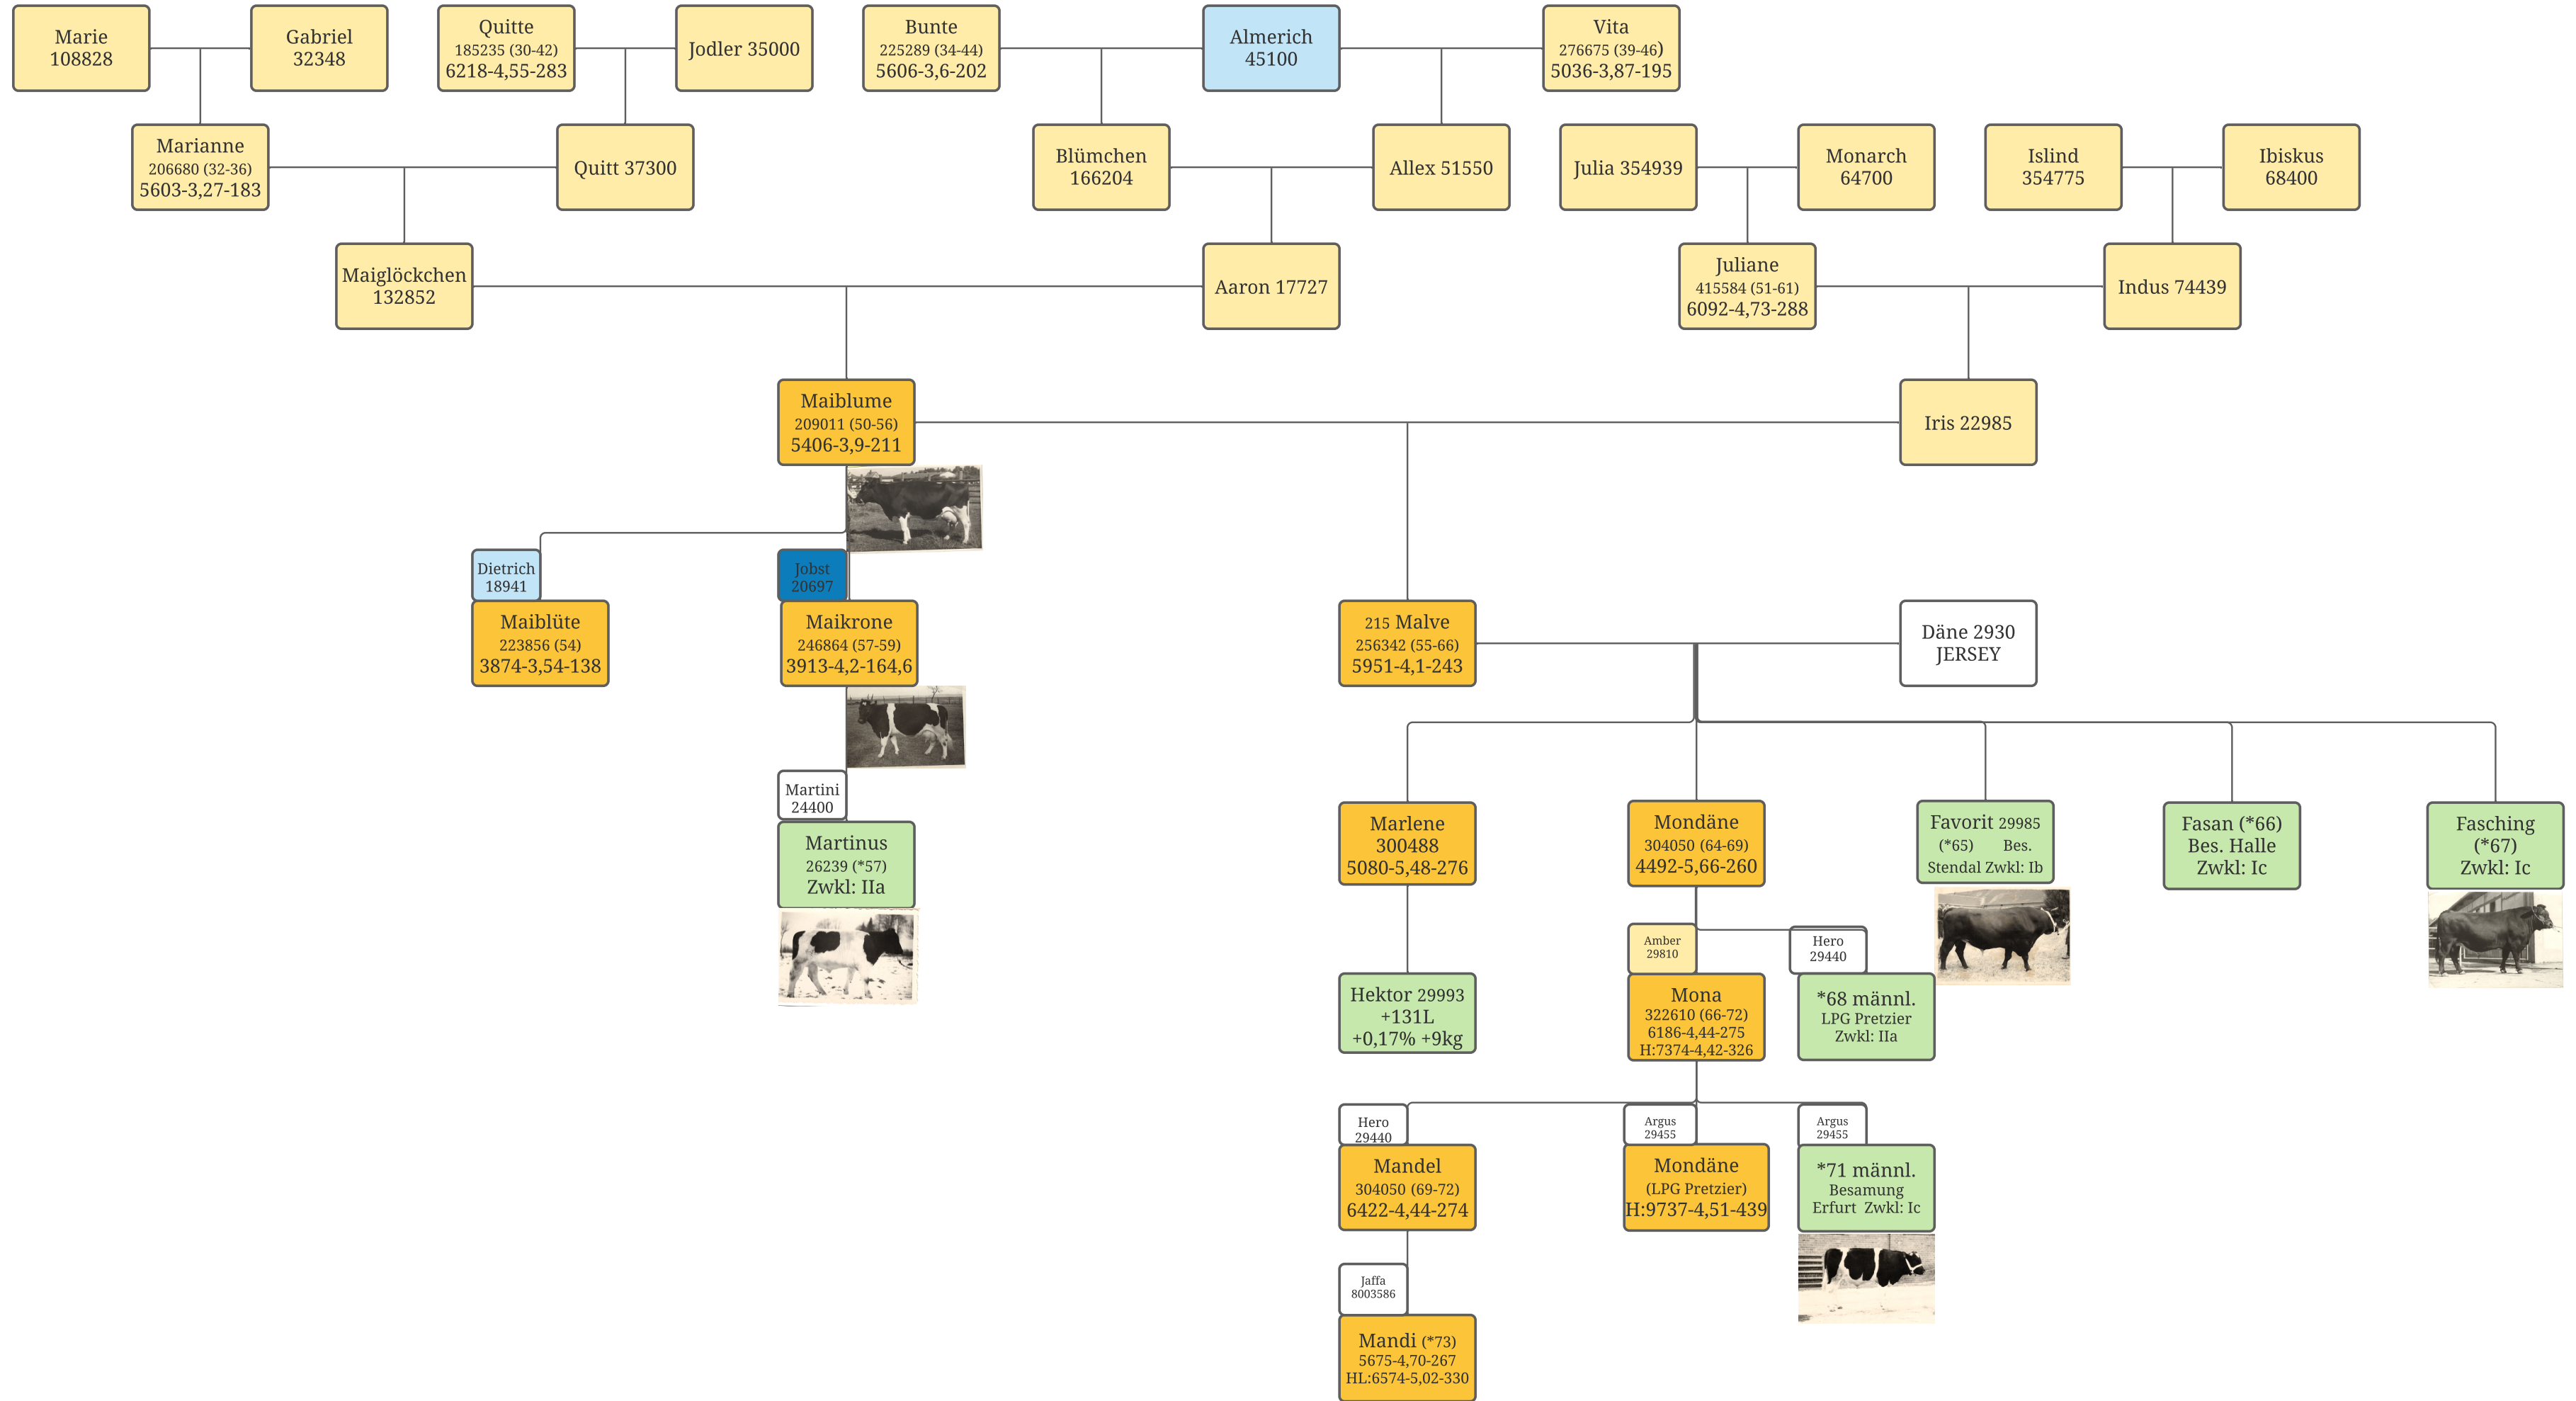 Marie
108828
Gabriel
32348
Quitte
185235 (30-42)
6218-4,55-283
Jodler 35000
Bunte
225289 (34-44)
5606-3,6-202
Almerich
45100
Vita
276675 (39-46)
5036-3,87-195
Marianne
206680 (32-36)
5603-3,27-183
Quitt 37300
Blümchen
166204
Allex 51550
Julia 354939
Monarch
64700
Islind
354775
Ibiskus
68400
Maiglöckchen
132852
Aaron 17727
Juliane
415584 (51-61)
6092-4,73-288
Indus 74439
Maiblume
209011 (50-56)
5406-3,9-211
Iris 22985
Dietrich
18941
Maiblüte
223856 (54)
3874-3,54-138
Jobst
20697
Maikrone
246864 (57-59)
3913-4,2-164,6
215 Malve
256342 (55-66)
5951-4,1-243
Däne 2930
JERSEY
Martini
24400
Martinus
26239 (*57)
Zwkl: IIa
Marlene
300488
5080-5,48-276
Mondäne
304050 (64-69)
4492-5,66-260
Favorit 29985
(*65) Bes.
Stendal Zwkl: Ib
Fasan (*66)
Bes. Halle
Zwkl: Ic
Fasching
(*67)
Zwkl: Ic
Hektor 29993
+131L
+0,17% +9kg
Amber
29810
Mona
322610 (66-72)
6186-4,44-275
H:7374-4,42-326
Hero
29440
*68 männl.
LPG Pretzier
Zwkl: IIa
Hero
29440
Mandel
304050 (69-72)
6422-4,44-274
Argus
29455
Mondäne
(LPG Pretzier)
H:9737-4,51-439
Argus
29455
*71 männl.
Besamung
Erfurt Zwkl: Ic
Jaffa
8003586
Mandi (*73)
5675-4,70-267
HL:6574-5,02-330